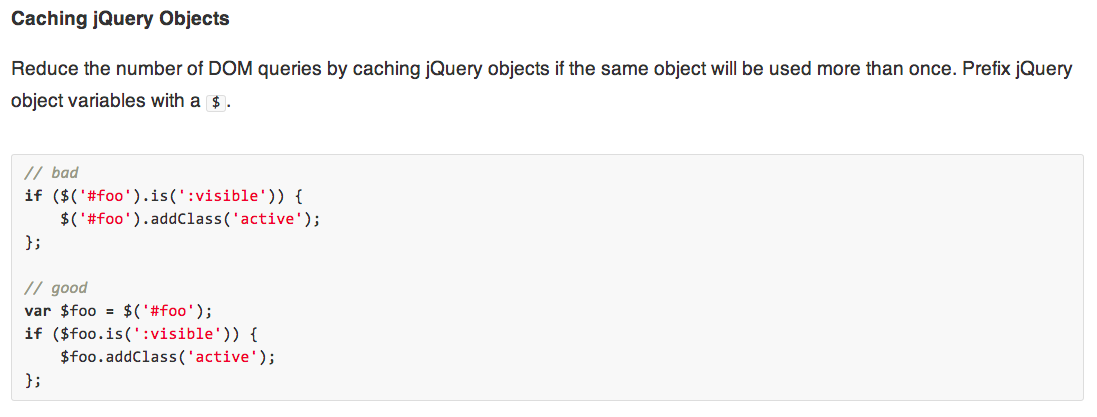 Caching jQuery Objects
Reduce the number of DOM queries by caching jQuery objects if the same object will be used more than once. Prefix jQuery
object variables with a $.
// bad
if ($('#foo').is(':visible')) {
    $('#foo').addClass('active');
};
// good
var $foo = $('#foo');
if ($foo.is(':visible')) {
    $foo.addClass('active');
};